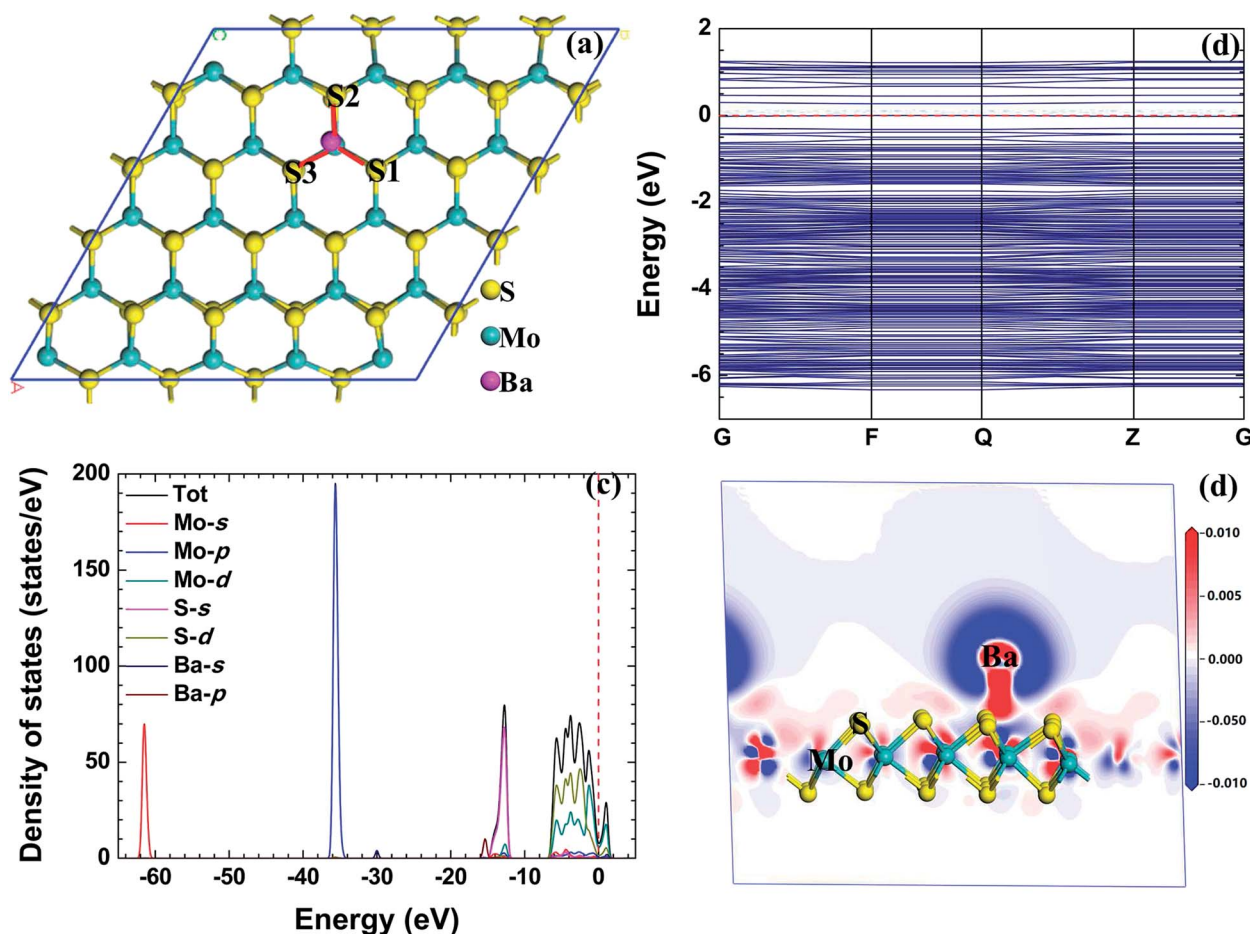 (a)
C
B
S2
S3
S1
S
Mo
Ba
A
(d)
Energy (eV)
2
0
-2
-4
-6
G F Q Z G
(c)
Density of states (states/eV)
200
150
100
50
0
Tot
Mo-s
Mo-p
Mo-d
S-s
S-d
Ba-s
Ba-p
-60 -50 -40 -30 -20 -10 0
Energy (eV)
(d)
Ba
S
Mo
-0.010
-0.005
-0.000
--0.050
--0.010